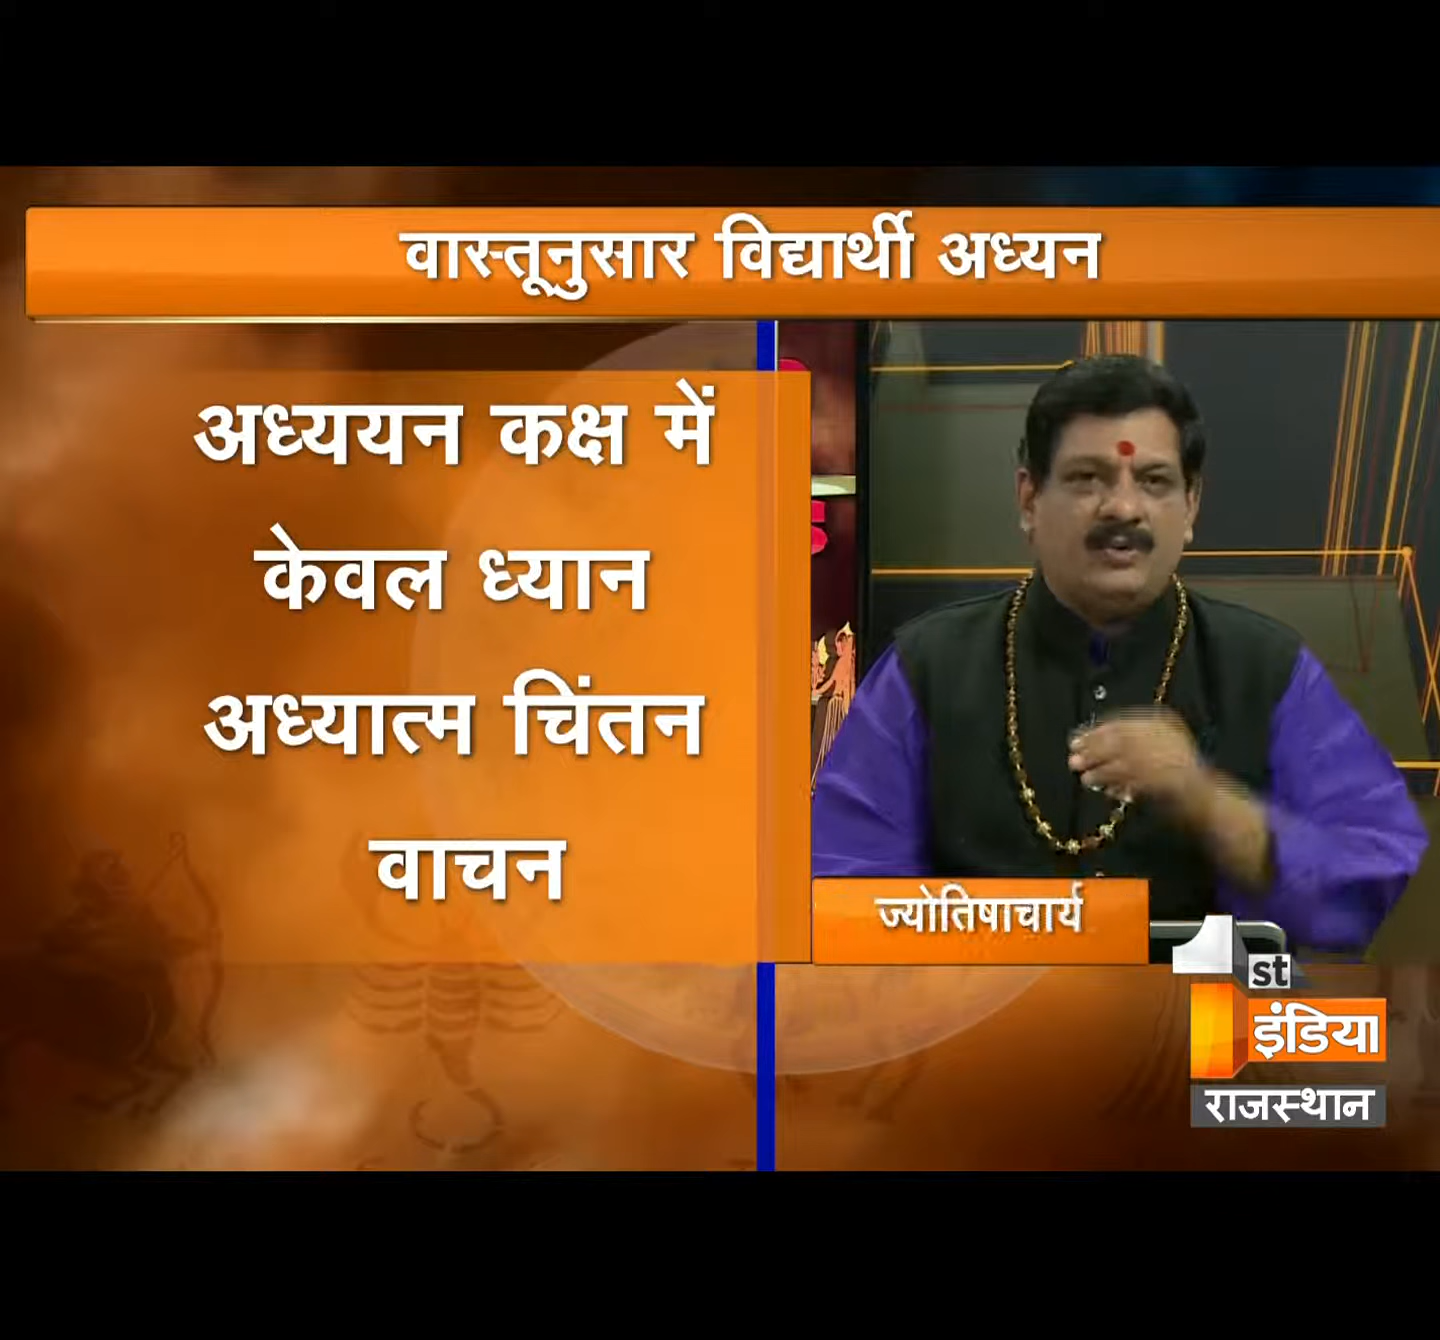 वास्तूनुसार विद्यार्थी अध्यन
अध्ययन कक्ष में
केवल ध्यान
अध्यात्म चिंतन
वाचन
ज्योतिषाचार्य
1st
इंडिया
राजस्थान